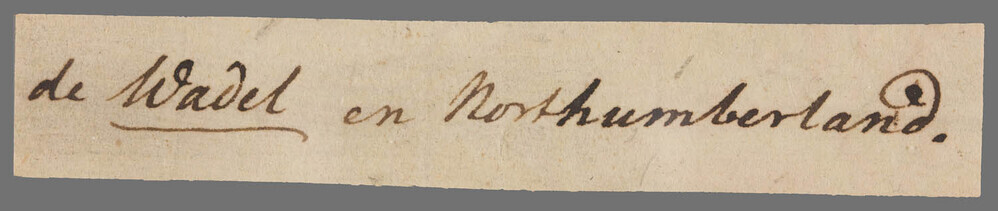 de Wadel en Northumberland.